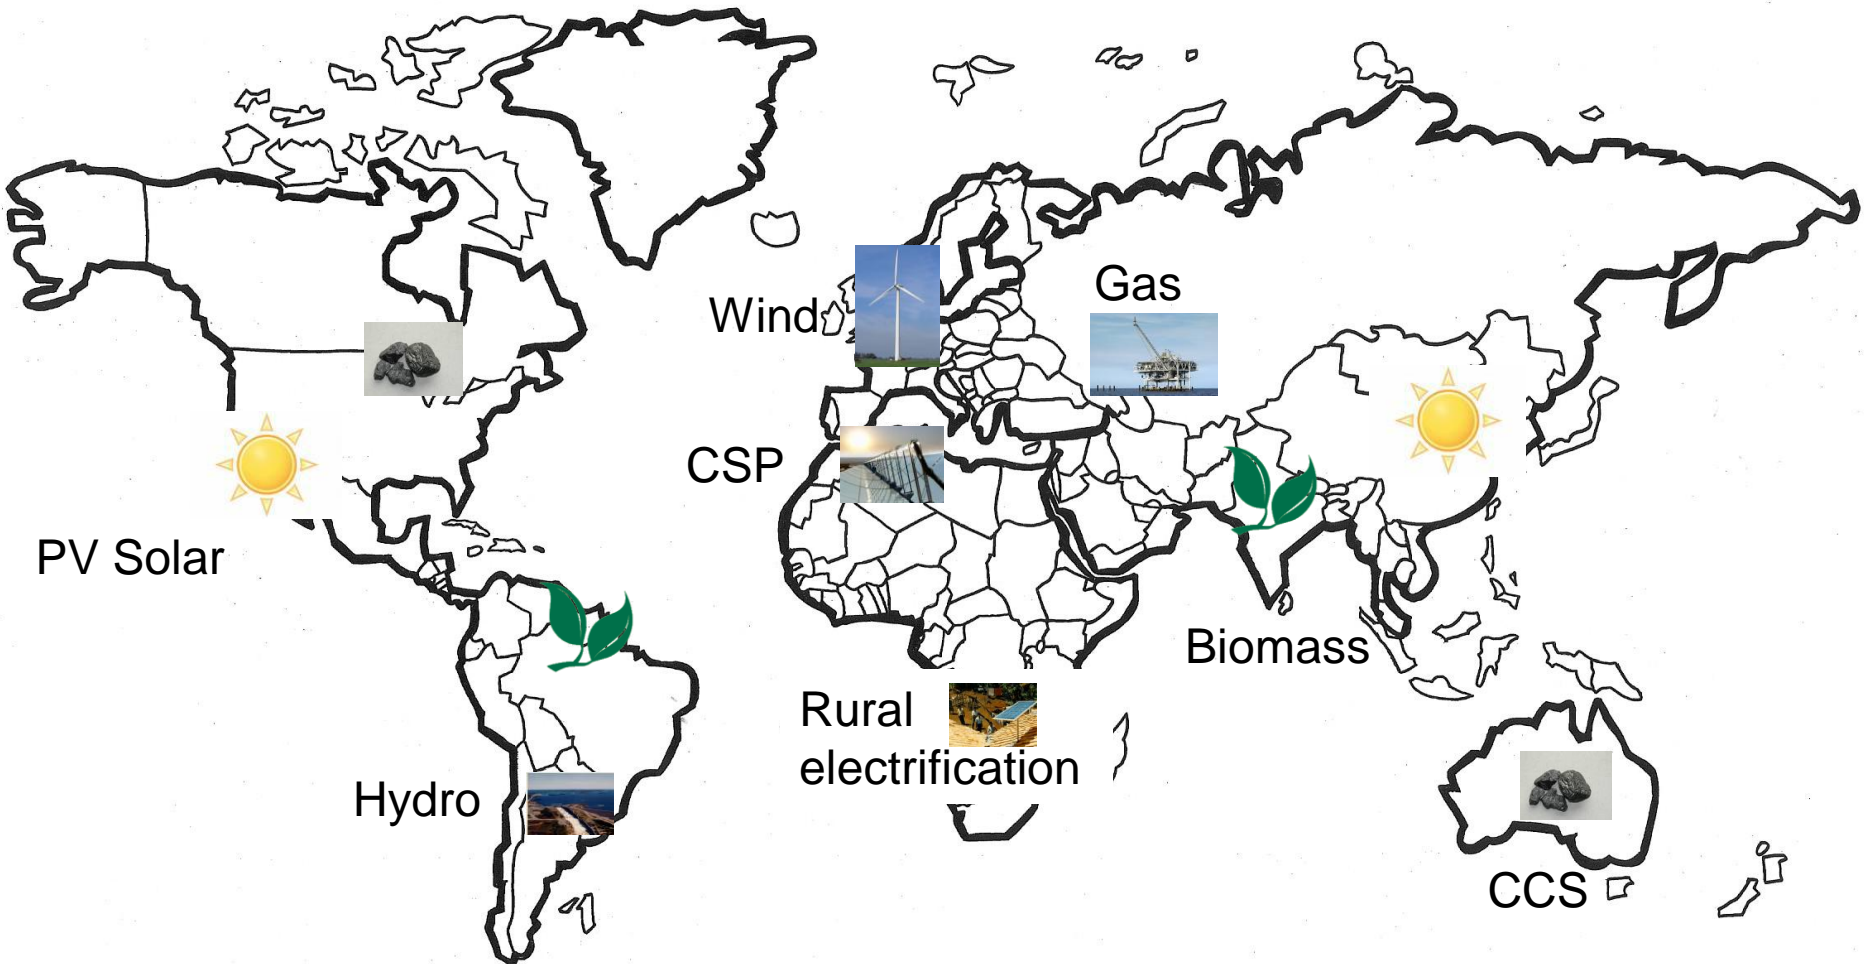 Gas
Wind
CSP
PV Solar
Biomass
Rural
electrification
Hydro
CCS